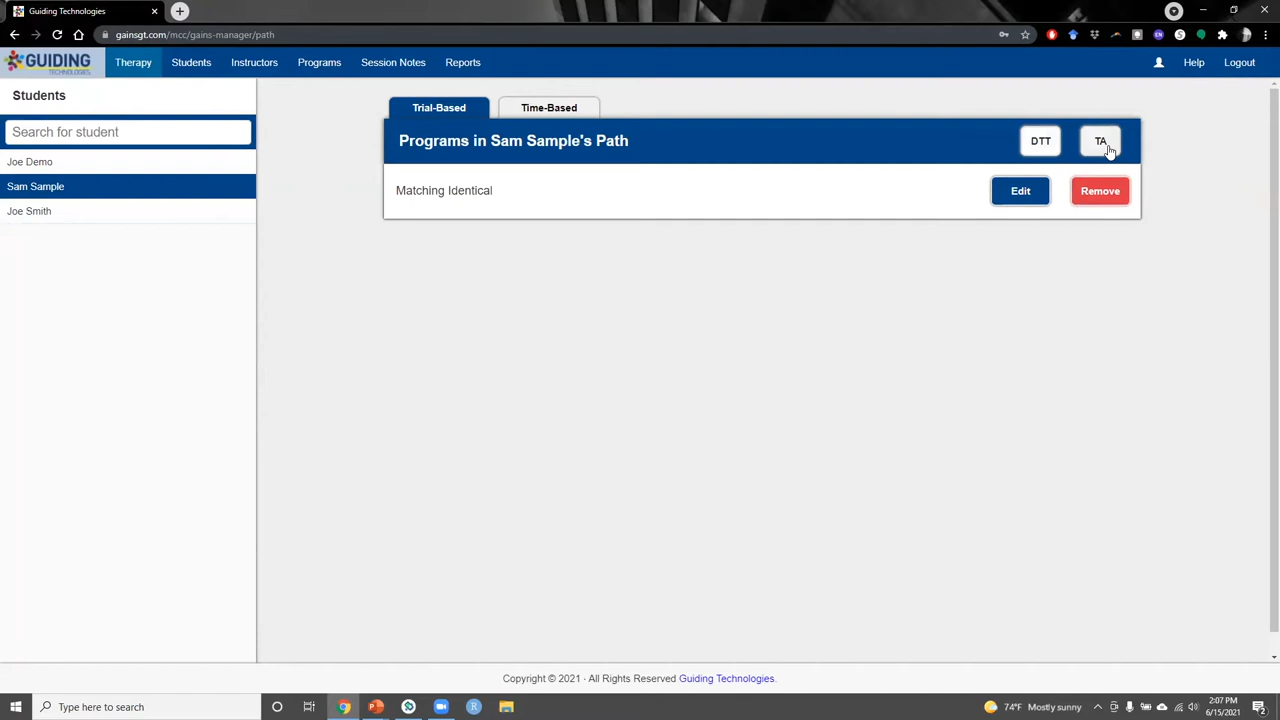 Guiding Technologies
gainsgt.com/mcc/gains-manager/path
GUIDING
TECHNOLOGIES
Therapy
Students
Instructors
Programs
Session Notes
Reports
Help
Logout
Students
Search for student
Joe Demo
Sam Sample
Joe Smith
Trial-Based
Time-Based
Programs in Sam Sample's Path
DTT
TA
Matching Identical
Edit
Remove
Copyright © 2021 · All Rights Reserved Guiding Technologies.
Type here to search
74°F Mostly sunny
2:07 PM
6/15/2021